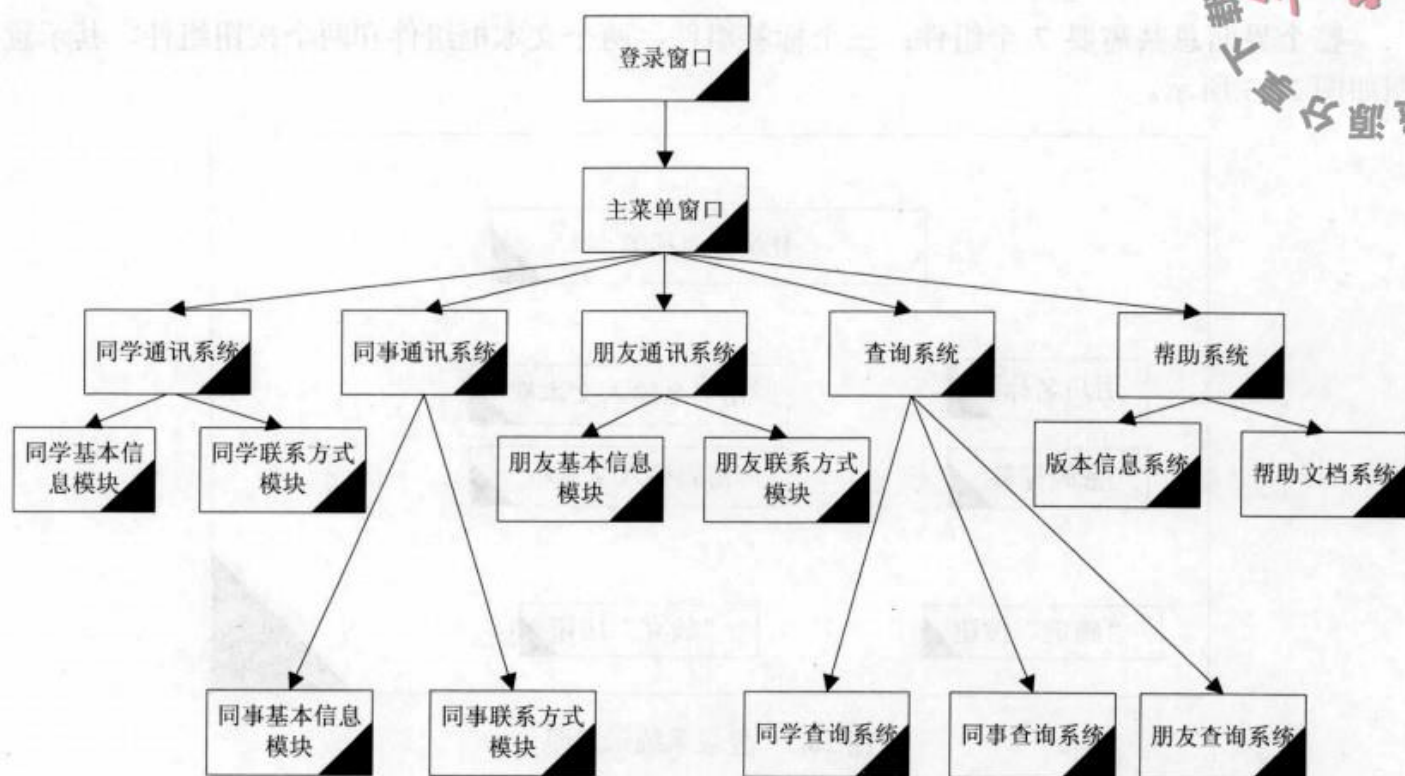 登录窗口
主菜单窗口
同学通讯系统
同事通讯系统
朋友通讯系统
查询系统
帮助系统
同学基本信
息模块
同学联系方式
模块
朋友基本信息
模块
朋友联系方式
模块
版本信息系统
帮助文档系统
同事基本信息
模块
同事联系方式
模块
同学查询系统
同事查询系统
朋友查询系统